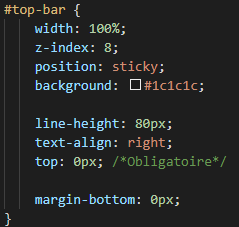 #top-bar {
width: 100%;
z-index: 8;
position: sticky;
background: #1c1c1c;
line-height: 80px;
text-align: right;
top: 0px; /*Obligatoire*/
margin-bottom: 0px;
}